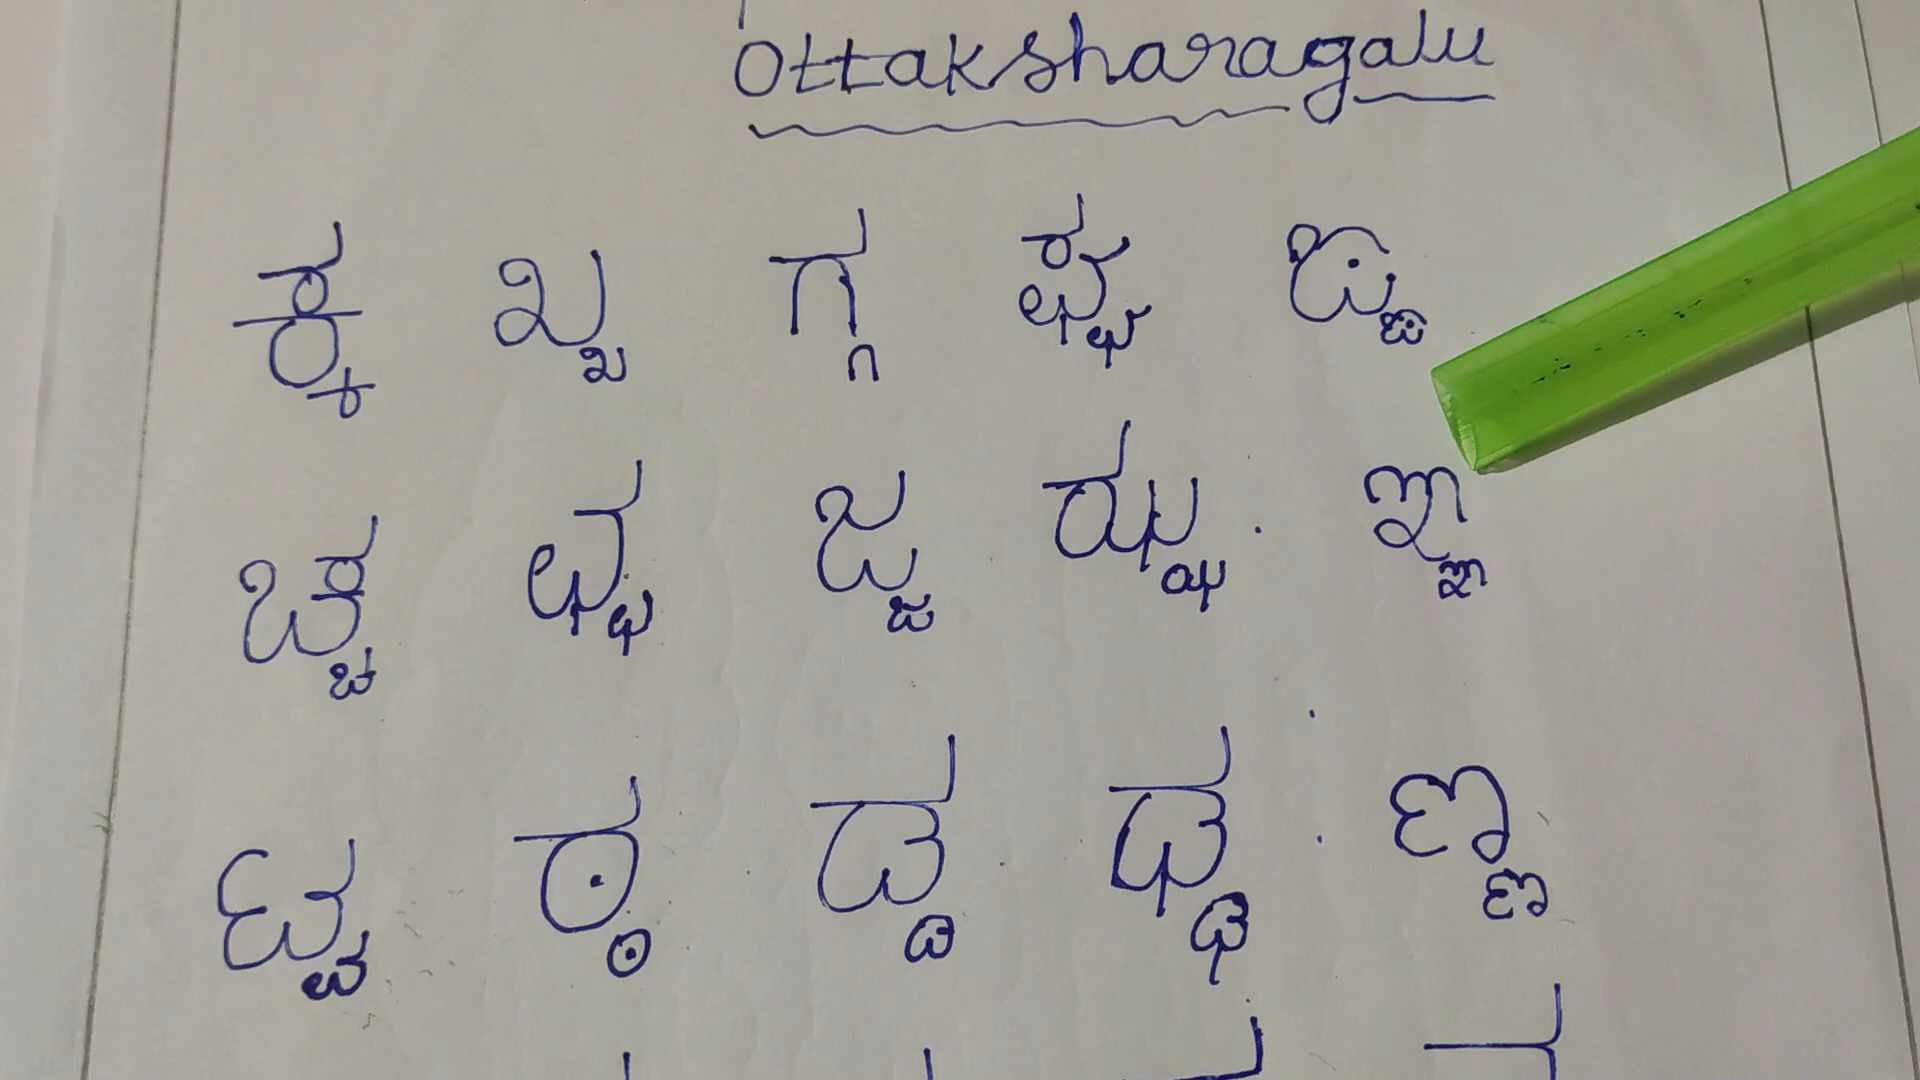 Ottaksharagalu
ಕ್ಕ ಖ್ಖ ಗ್ಗ ಘ್ಘ ಙ್ಙ
ಚ್ಚ ಛ್ಛ ಜ್ಜ ಝ್ಝ ಞ್ಞ
ಟ್ಟ ಠ್ಠ ಡ್ಡ ಢ್ಢ ಣ್ಣ